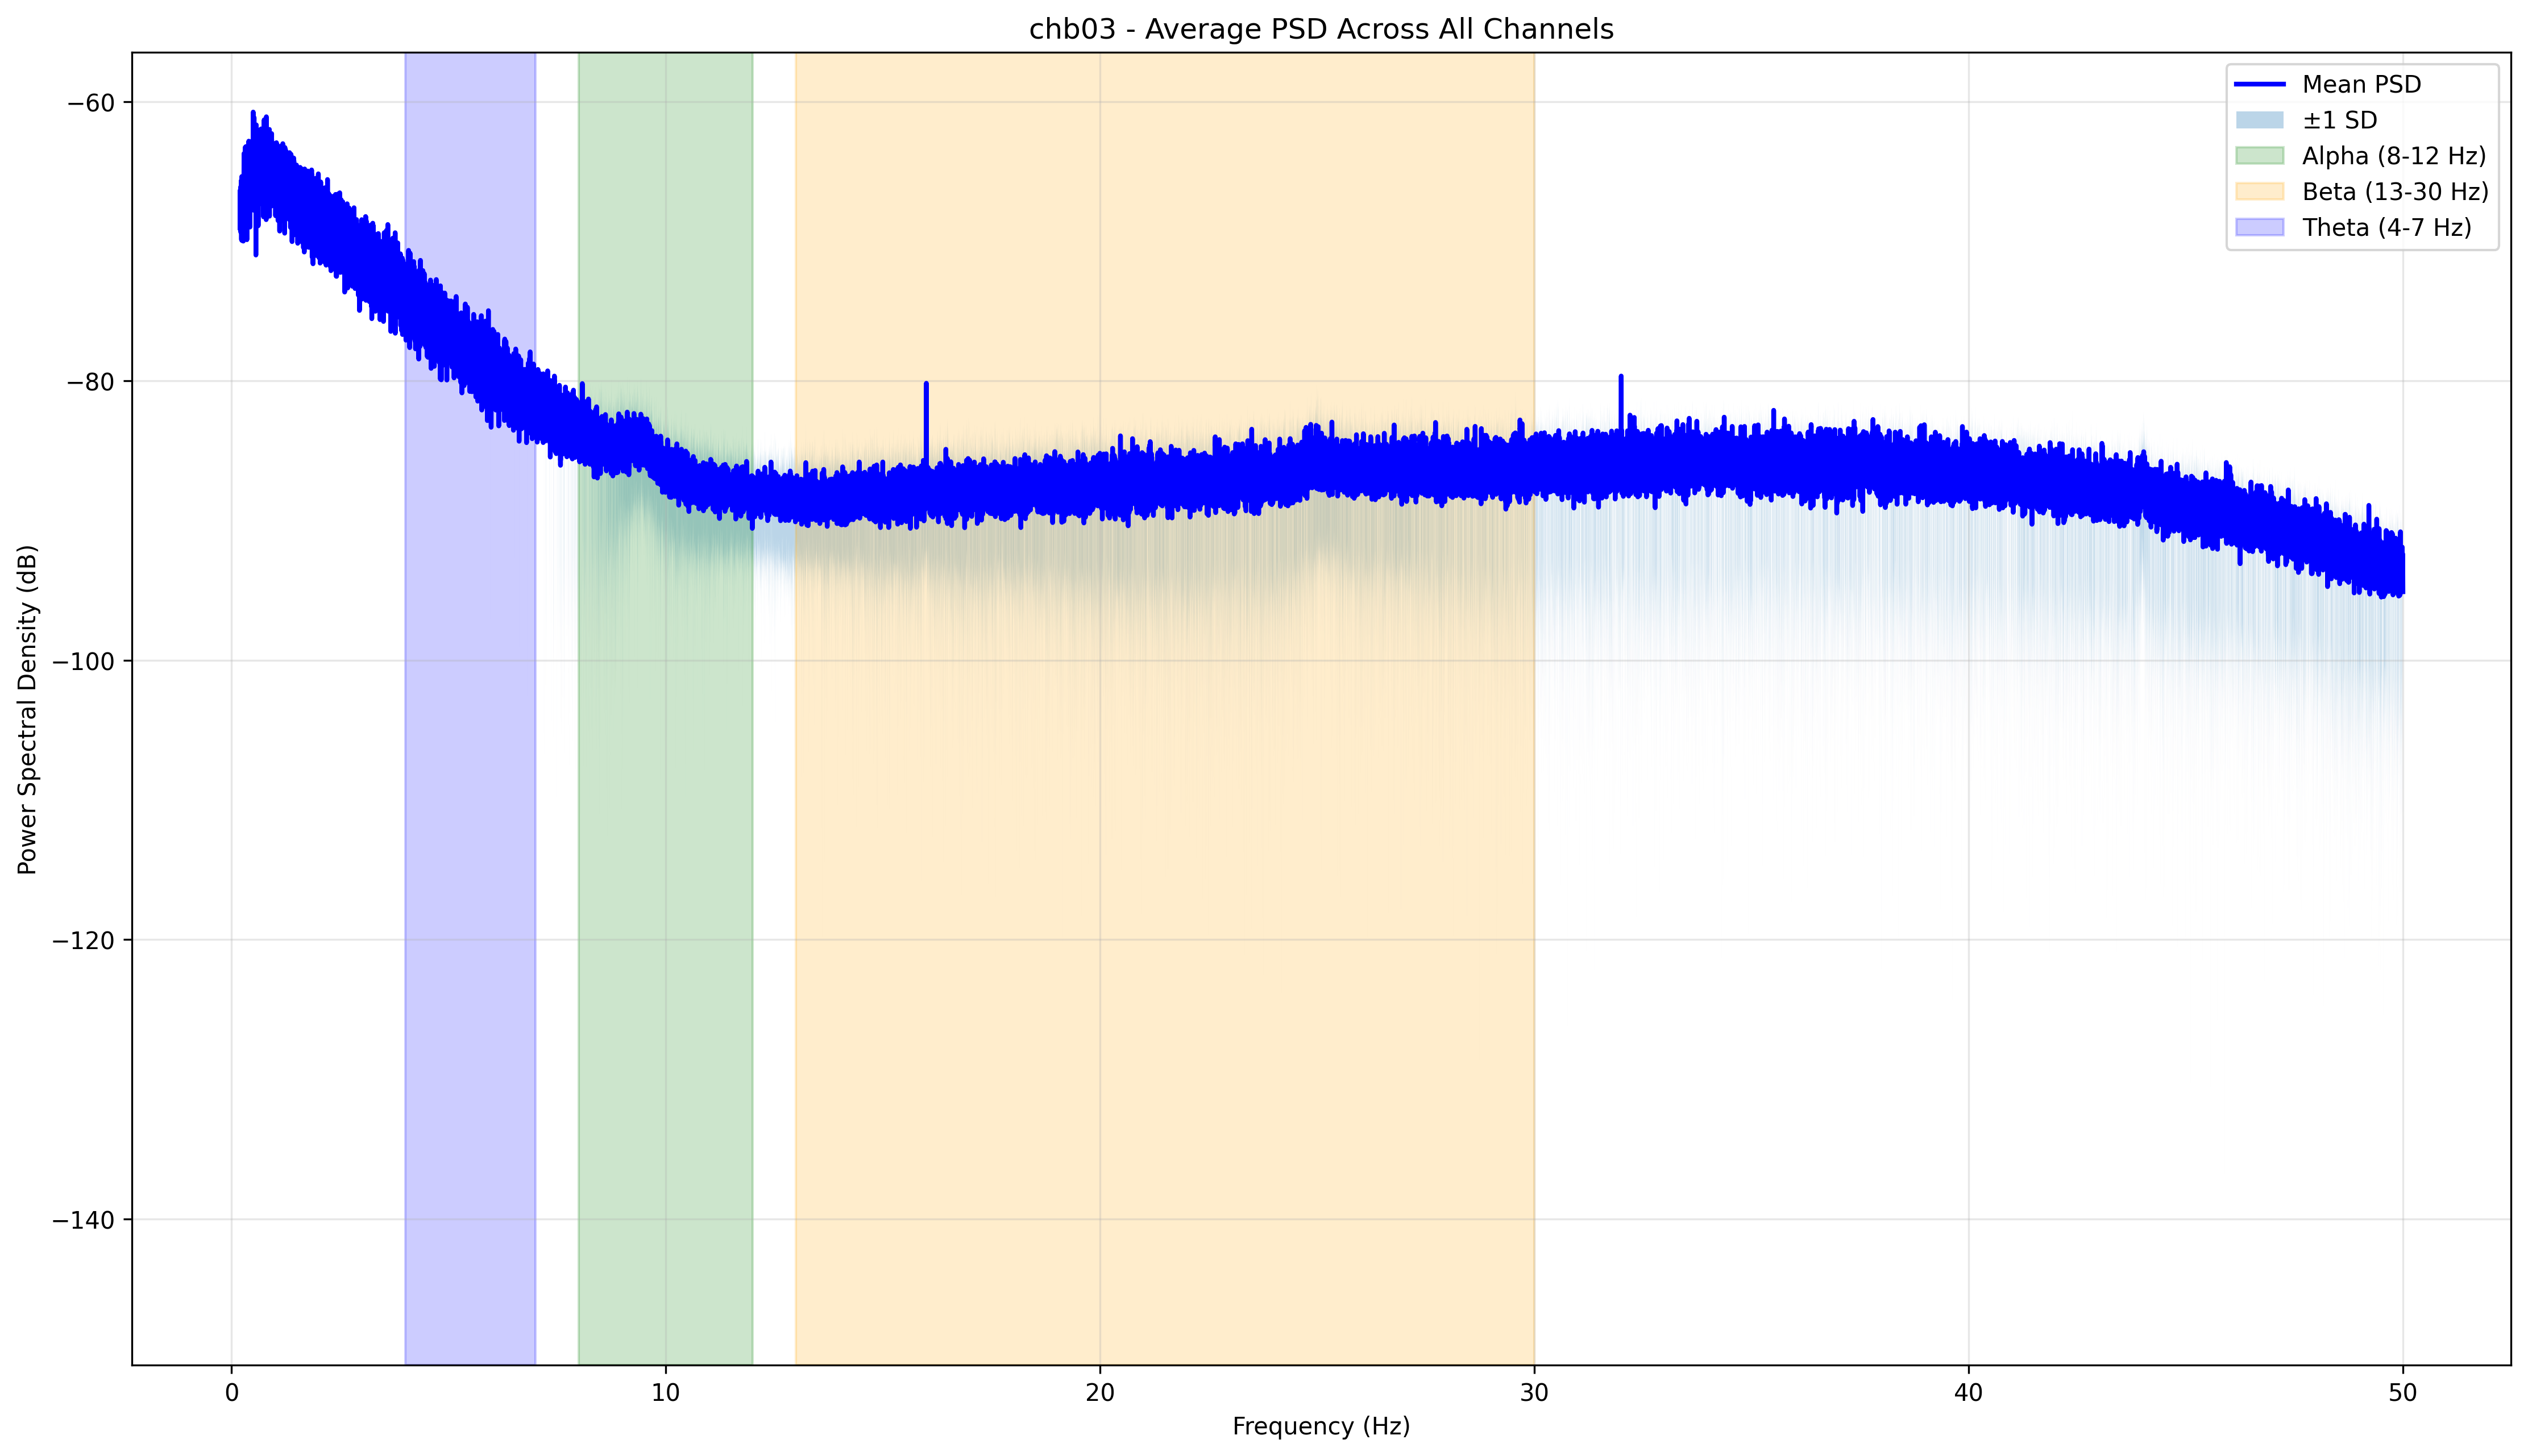 chb03 - Average PSD Across All Channels
Mean PSD
±1 SD
Alpha (8-12 Hz)
Beta (13-30 Hz)
Theta (4-7 Hz)
Power Spectral Density (dB)
−60
−80
−100
−120
−140
0 10 20 30 40 50
Frequency (Hz)